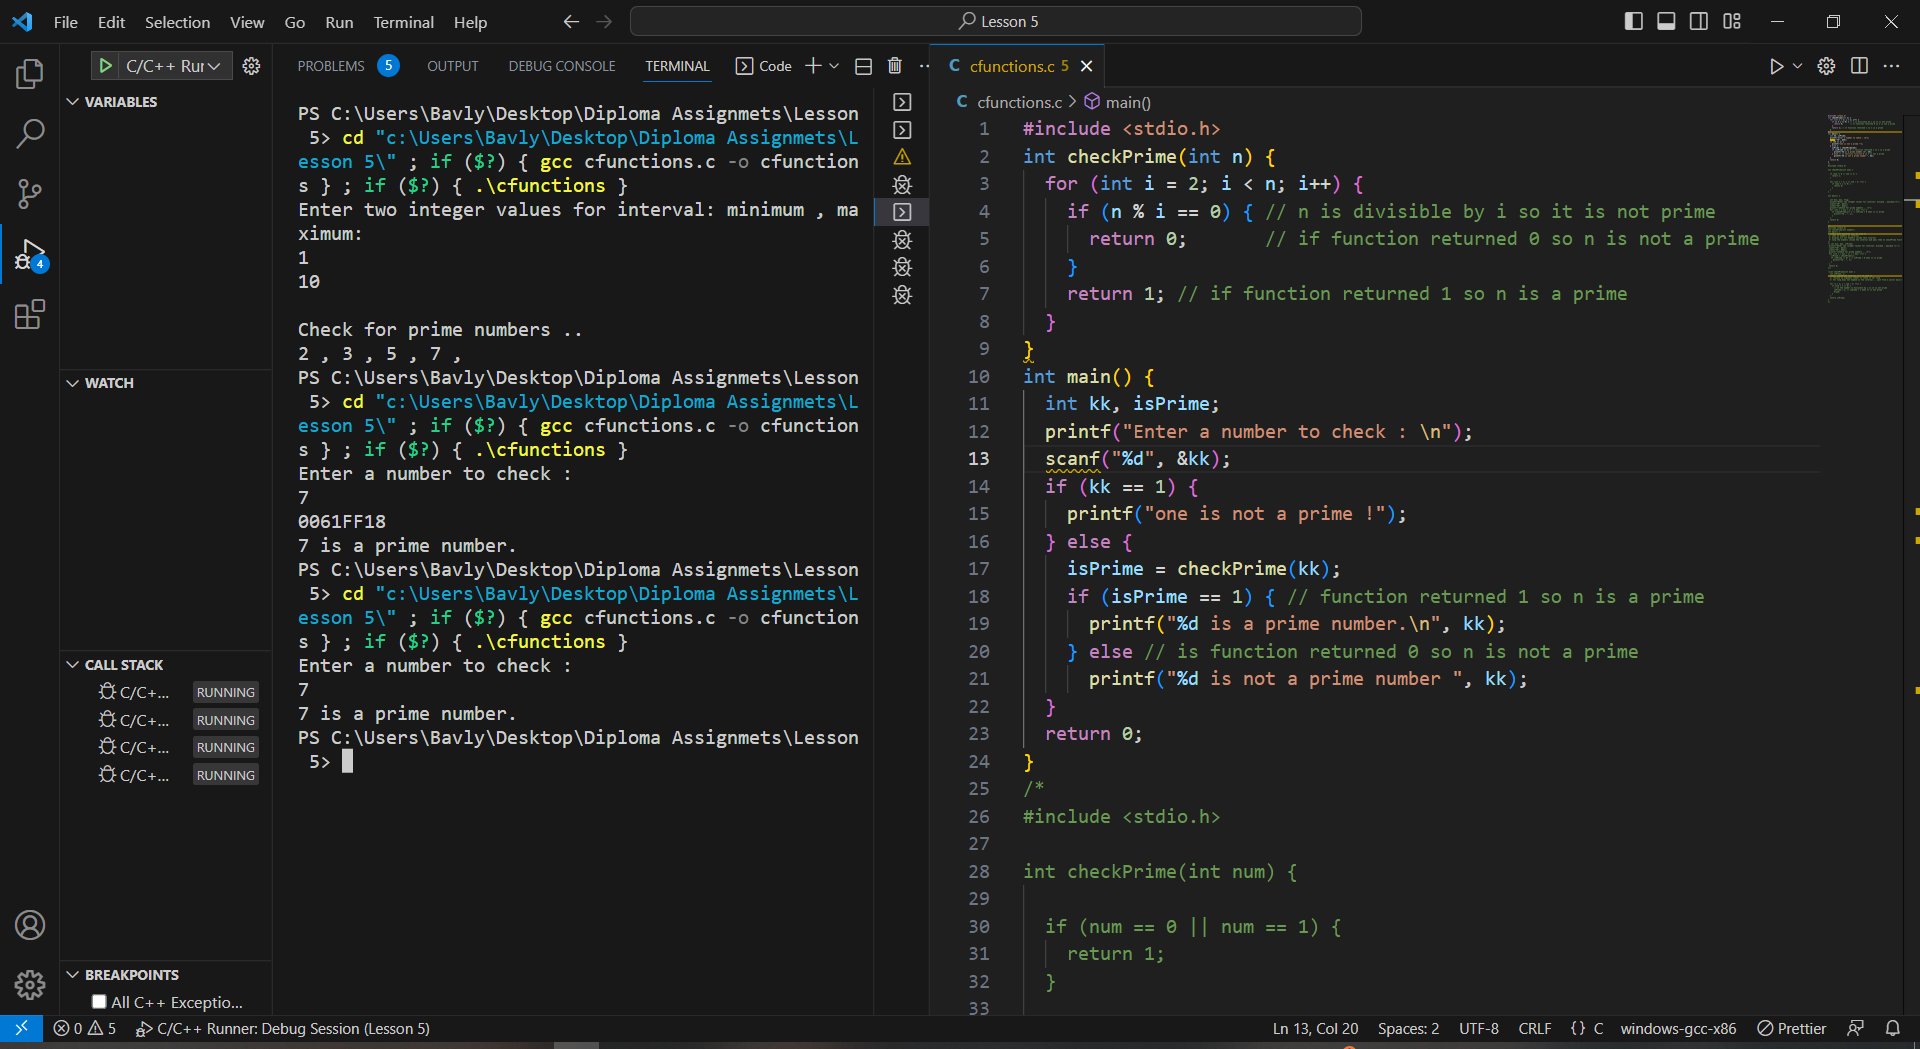 File Edit Selection View Go Run Terminal Help
Lesson 5
C/C++ Rur
VARIABLES
WATCH
CALL STACK
C/C+... RUNNING
C/C+... RUNNING
C/C+... RUNNING
C/C+... RUNNING
BREAKPOINTS
All C++ Exceptio...
4
PROBLEMS 5 OUTPUT DEBUG CONSOLE TERMINAL Code
PS C:\Users\Bavly\Desktop\Diploma Assignmets\Lesson
5> cd "c:\Users\Bavly\Desktop\Diploma Assignmets\L
esson 5\" ; if ($?) { gcc cfunctions.c -o cfunction
s } ; if ($?) { .\cfunctions }
Enter two integer values for interval: minimum , ma
ximum:
1
10
Check for prime numbers ..
2 , 3 , 5 , 7 ,
PS C:\Users\Bavly\Desktop\Diploma Assignmets\Lesson
5> cd "c:\Users\Bavly\Desktop\Diploma Assignmets\L
esson 5\" ; if ($?) { gcc cfunctions.c -o cfunction
s } ; if ($?) { .\cfunctions }
Enter a number to check :
7
0061FF18
7 is a prime number.
PS C:\Users\Bavly\Desktop\Diploma Assignmets\Lesson
5> cd "c:\Users\Bavly\Desktop\Diploma Assignmets\L
esson 5\" ; if ($?) { gcc cfunctions.c -o cfunction
s } ; if ($?) { .\cfunctions }
Enter a number to check :
7
7 is a prime number.
PS C:\Users\Bavly\Desktop\Diploma Assignmets\Lesson
5>
C cfunctions.c 5
C cfunctions.c > main()
1 #include <stdio.h>
2 int checkPrime(int n) {
3 for (int i = 2; i < n; i++) {
4 if (n % i == 0) { // n is divisible by i so it is not prime
5 return 0; // if function returned 0 so n is not a prime
6 }
7 return 1; // if function returned 1 so n is a prime
8 }
9 }
10 int main() {
11 int kk, isPrime;
12 printf("Enter a number to check : \n");
13 scanf("%d", &kk);
14 if (kk == 1) {
15 printf("one is not a prime !");
16 } else {
17 isPrime = checkPrime(kk);
18 if (isPrime == 1) { // function returned 1 so n is a prime
19 printf("%d is a prime number.\n", kk);
20 } else // is function returned 0 so n is not a prime
21 printf("%d is not a prime number ", kk);
22 }
23 return 0;
24 }
25 /*
26 #include <stdio.h>
27
28 int checkPrime(int num) {
29
30 if (num == 0 || num == 1) {
31 return 1;
32 }
33
0 5 C/C++ Runner: Debug Session (Lesson 5) Ln 13, Col 20 Spaces: 2 UTF-8 CRLF {} C windows-gcc-x86 Prettier